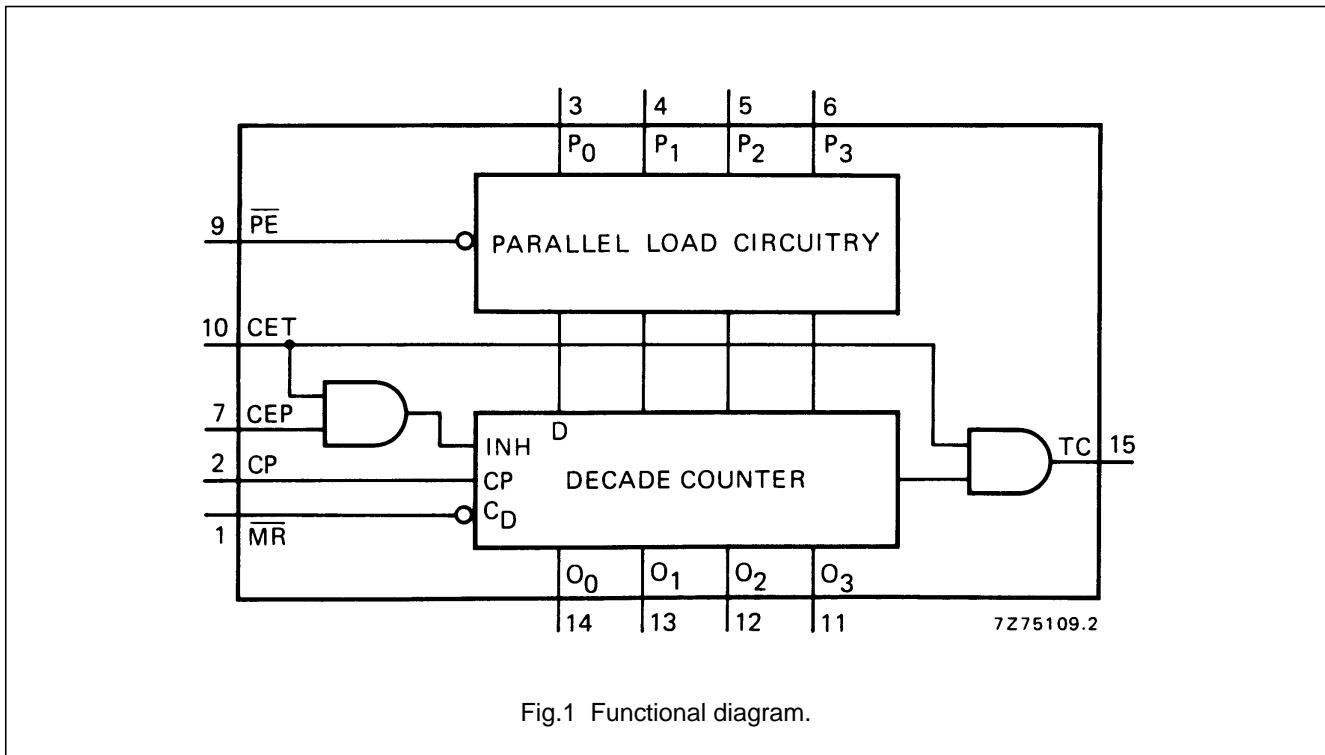 3 4 5 6
P0 P1 P2 P3
9 PE
PARALLEL LOAD CIRCUITRY
10 CET
7 CEP
D
INH
TC 15
2 CP
CP
DECADE COUNTER
CD
1 MR
O0 O1 O2 O3
14 13 12 11
7Z75109.2
Fig.1 Functional diagram.